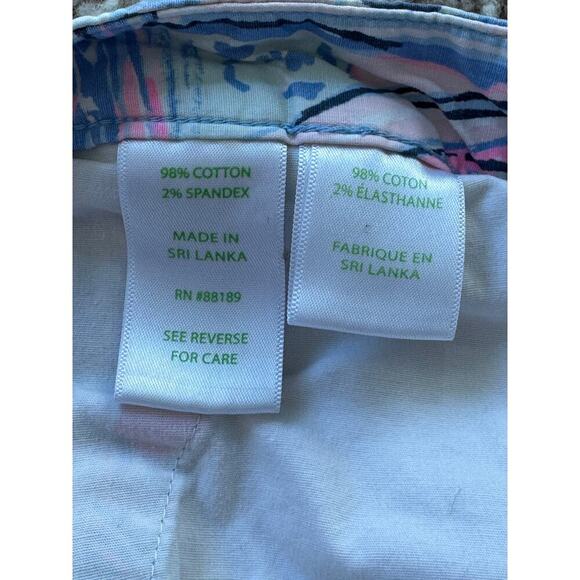 98% COTTON
2% SPANDEX
MADE IN
SRI LANKA
RN #88189
SEE REVERSE
FOR CARE
98% COTON
2% ÉLASTHANNE
FABRIQUE EN
SRI LANKA